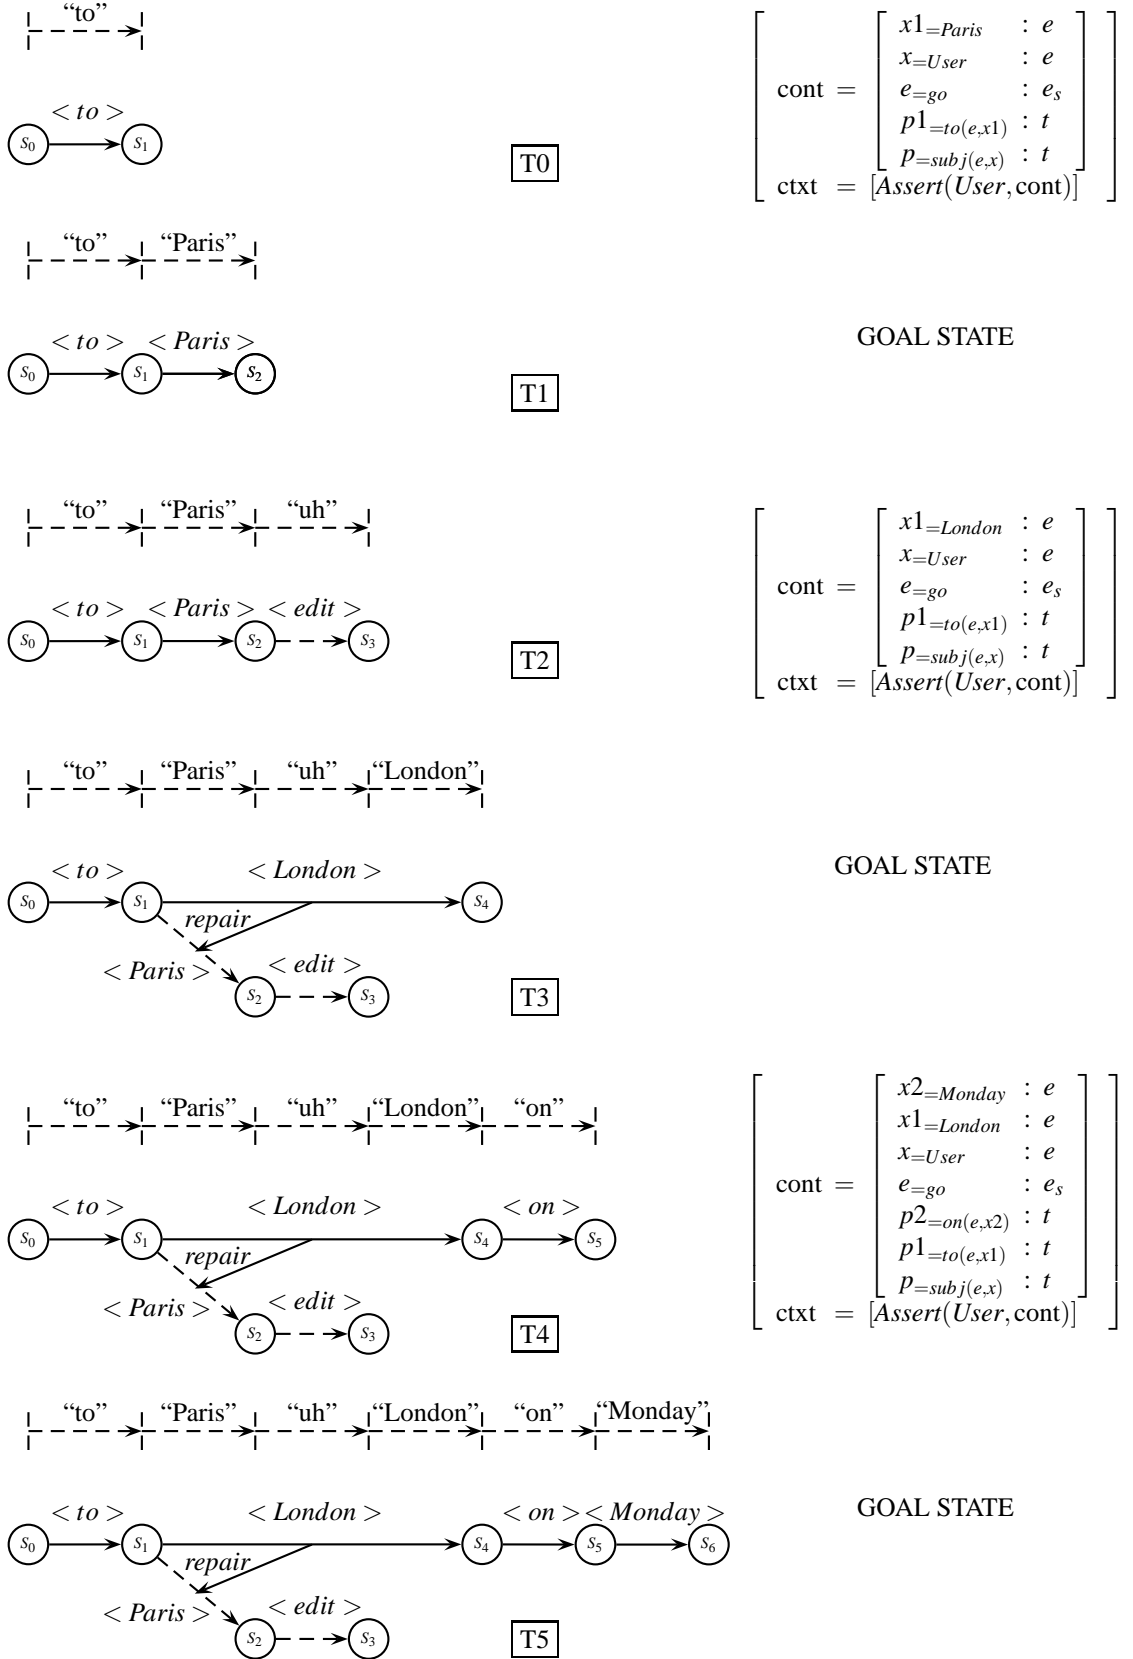 “to”
< to >
s0 s1
T0
cont = [ x1=Paris : e
x=User : e
e=go : es
p1=to(e,x1) : t
p=subj(e,x) : t ]
ctxt = [Assert(User,cont)]
“to” “Paris”
< to > < Paris >
s0 s1 s2
T1
GOAL STATE
“to” “Paris” “uh”
< to > < Paris > < edit >
s0 s1 s2 s3
T2
cont = [ x1=London : e
x=User : e
e=go : es
p1=to(e,x1) : t
p=subj(e,x) : t ]
ctxt = [Assert(User,cont)]
“to” “Paris” “uh” “London”
< to > < London >
s0 s1 s4
repair
< Paris > < edit >
s2 s3
T3
GOAL STATE
“to” “Paris” “uh” “London” “on”
< to > < London > < on >
s0 s1 s4 s5
repair
< Paris > < edit >
s2 s3
T4
cont = [ x2=Monday : e
x1=London : e
x=User : e
e=go : es
p2=on(e,x2) : t
p1=to(e,x1) : t
p=subj(e,x) : t ]
ctxt = [Assert(User,cont)]
“to” “Paris” “uh” “London” “on” “Monday”
< to > < London > < on > < Monday >
s0 s1 s4 s5 s6
repair
< Paris > < edit >
s2 s3
T5
GOAL STATE